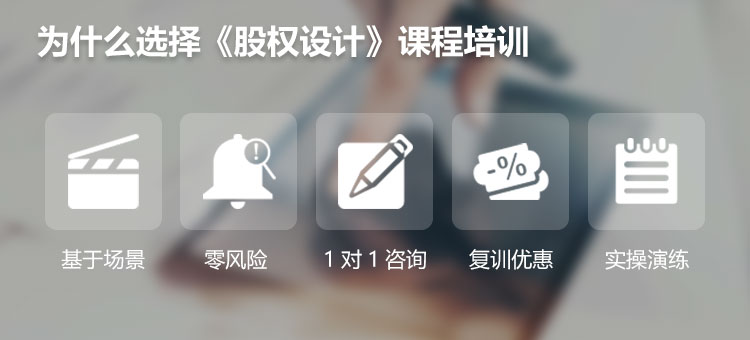 为什么选择《股权设计》课程培训
!
-%
基于场景
零风险
1 对 1 咨询
复训优惠
实操演练